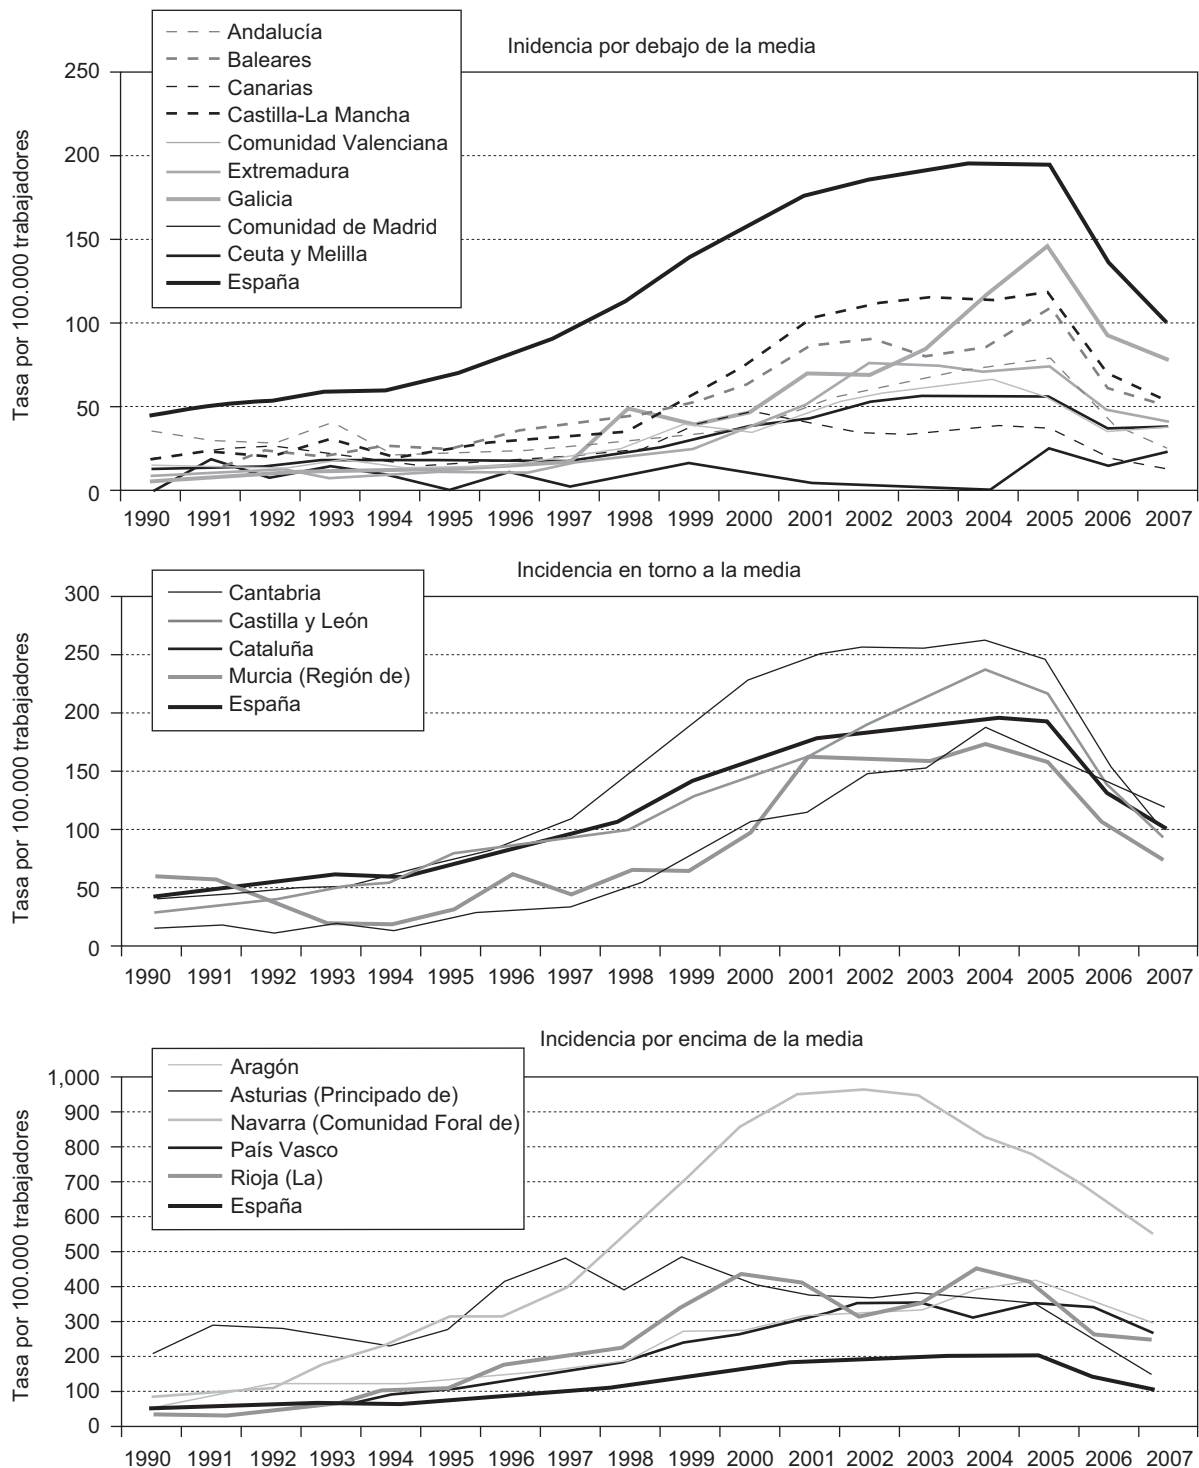 Andalucía
Baleares
Canarias
Castilla-La Mancha
Comunidad Valenciana
Extremadura
Galicia
Comunidad de Madrid
Ceuta y Melilla
España
Inidencia por debajo de la media
Tasa por 100.000 trabajadores
250
200
150
100
50
0
1990 1991 1992 1993 1994 1995 1996 1997 1998 1999 2000 2001 2002 2003 2004 2005 2006 2007
Incidencia en torno a la media
Cantabria
Castilla y León
Cataluña
Murcia (Región de)
España
Tasa por 100.000 trabajadores
300
250
200
150
100
50
0
1990 1991 1992 1993 1994 1995 1996 1997 1998 1999 2000 2001 2002 2003 2004 2005 2006 2007
Incidencia por encima de la media
Aragón
Asturias (Principado de)
Navarra (Comunidad Foral de)
País Vasco
Rioja (La)
España
Tasa por 100.000 trabajadores
1,000
900
800
700
600
500
400
300
200
100
0
1990 1991 1992 1993 1994 1995 1996 1997 1998 1999 2000 2001 2002 2003 2004 2005 2006 2007